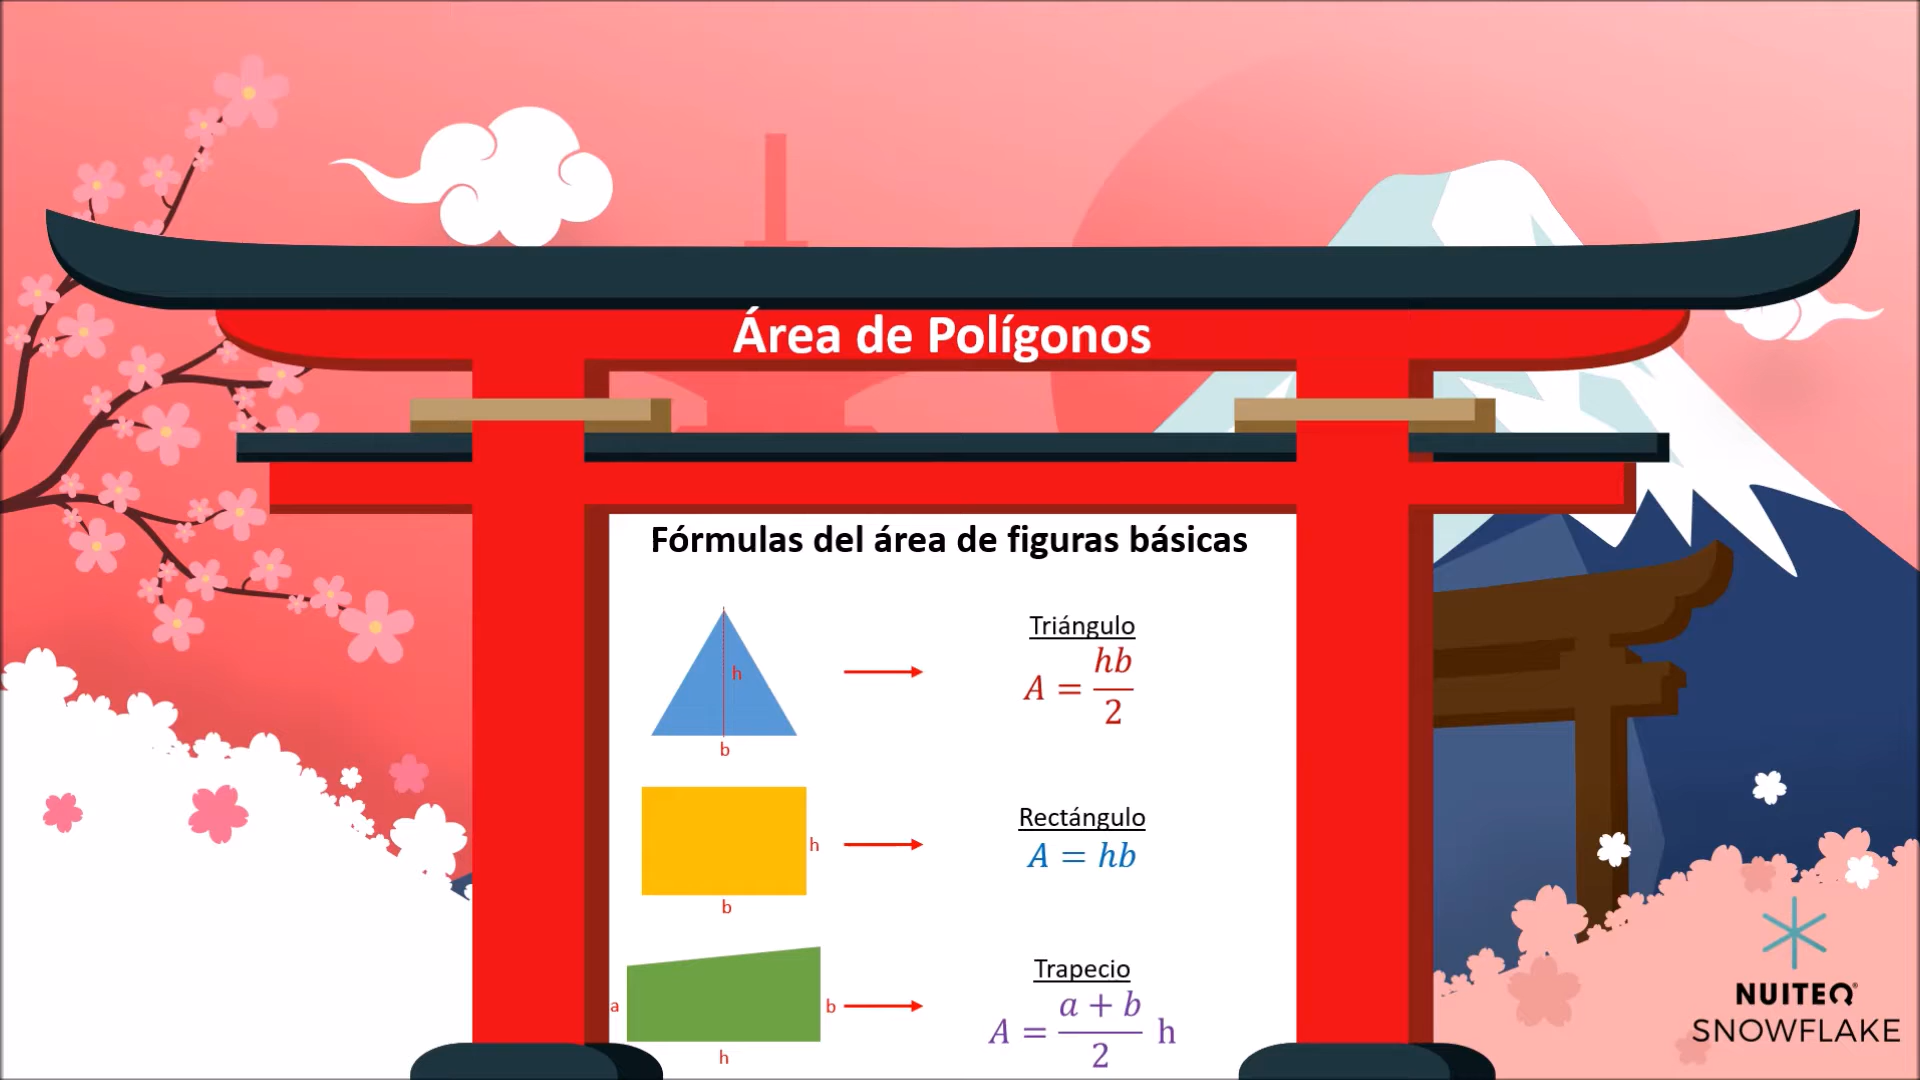 Área de Polígonos
Fórmulas del área de figuras básicas
h
b
Triángulo
A = hb/2
h
b
Rectángulo
A = hb
a
b
h
Trapecio
A = a + b/2 h
NUITEQ®
SNOWFLAKE